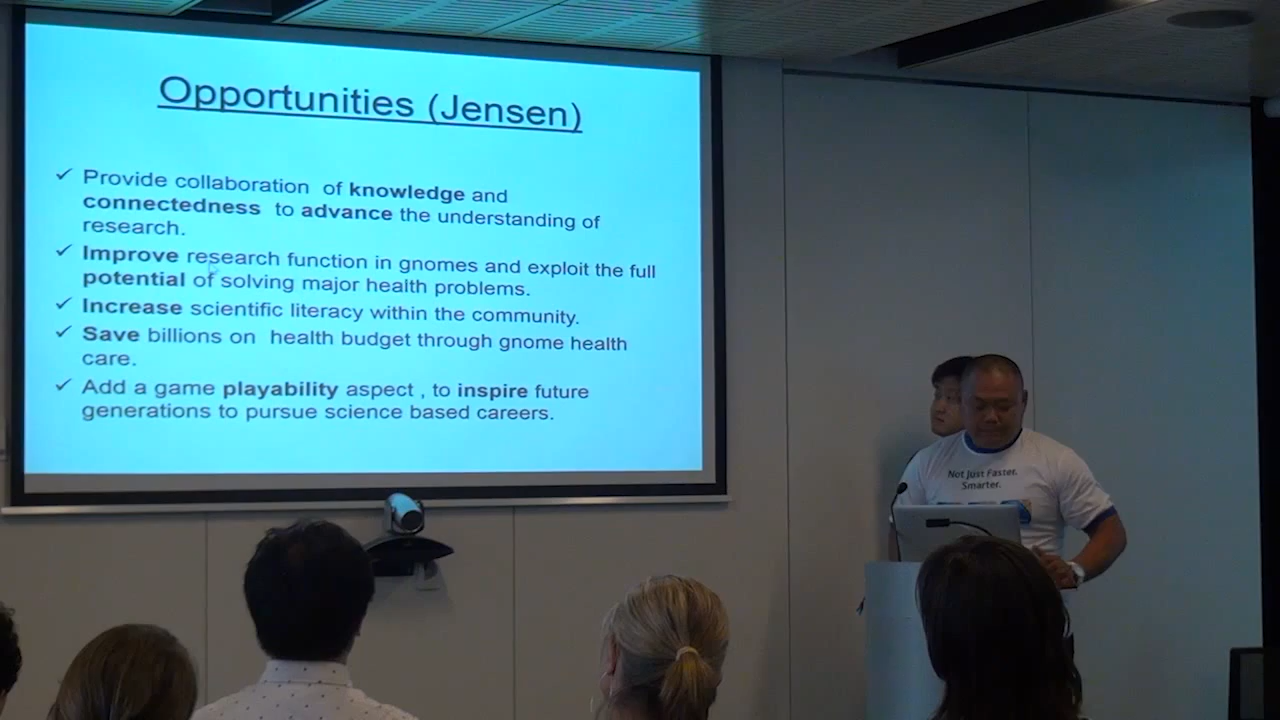 Opportunities (Jensen)
✓ Provide collaboration of knowledge and
connectedness to advance the understanding of
research.
✓ Improve research function in gnomes and exploit the full
potential of solving major health problems.
✓ Increase scientific literacy within the community.
✓ Save billions on health budget through gnome health
care.
✓ Add a game playability aspect , to inspire future
generations to pursue science based careers.
Not Just Faster.
Smarter.